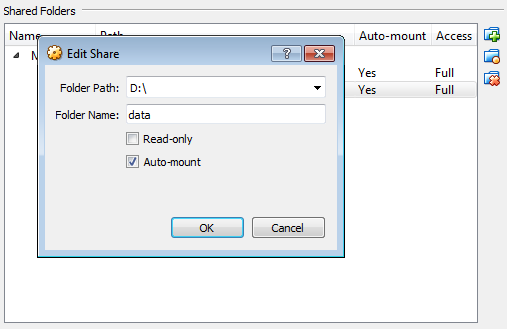 Shared Folders
Name Path Auto-mount Access
Edit Share
Folder Path: D:\
Yes Full
Yes Full
Folder Name: data
Read-only
Auto-mount
OK Cancel